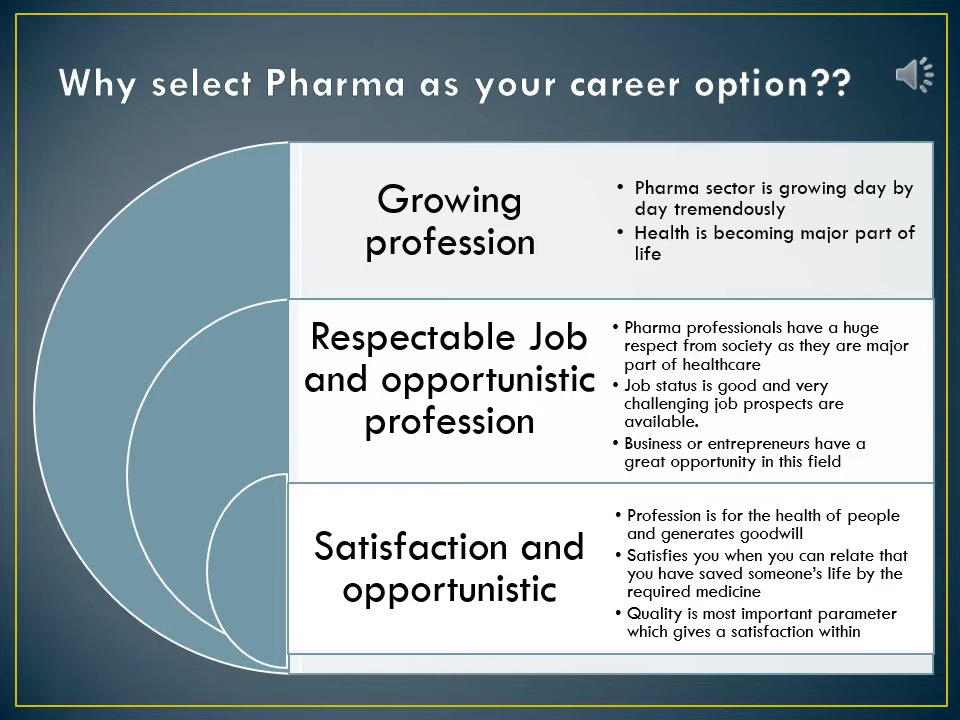 Why select Pharma as your career option??
Growing
profession
• Pharma sector is growing day by
day tremendously
• Health is becoming major part of
life
Respectable Job
and opportunistic
profession
• Pharma professionals have a huge
respect from society as they are major
part of healthcare
• Job status is good and very
challenging job prospects are
available.
• Business or entrepreneurs have a
great opportunity in this field
Satisfaction and
opportunistic
• Profession is for the health of people
and generates goodwill
• Satisfies you when you can relate that
you have saved someone's life by the
required medicine
• Quality is most important parameter
which gives a satisfaction within